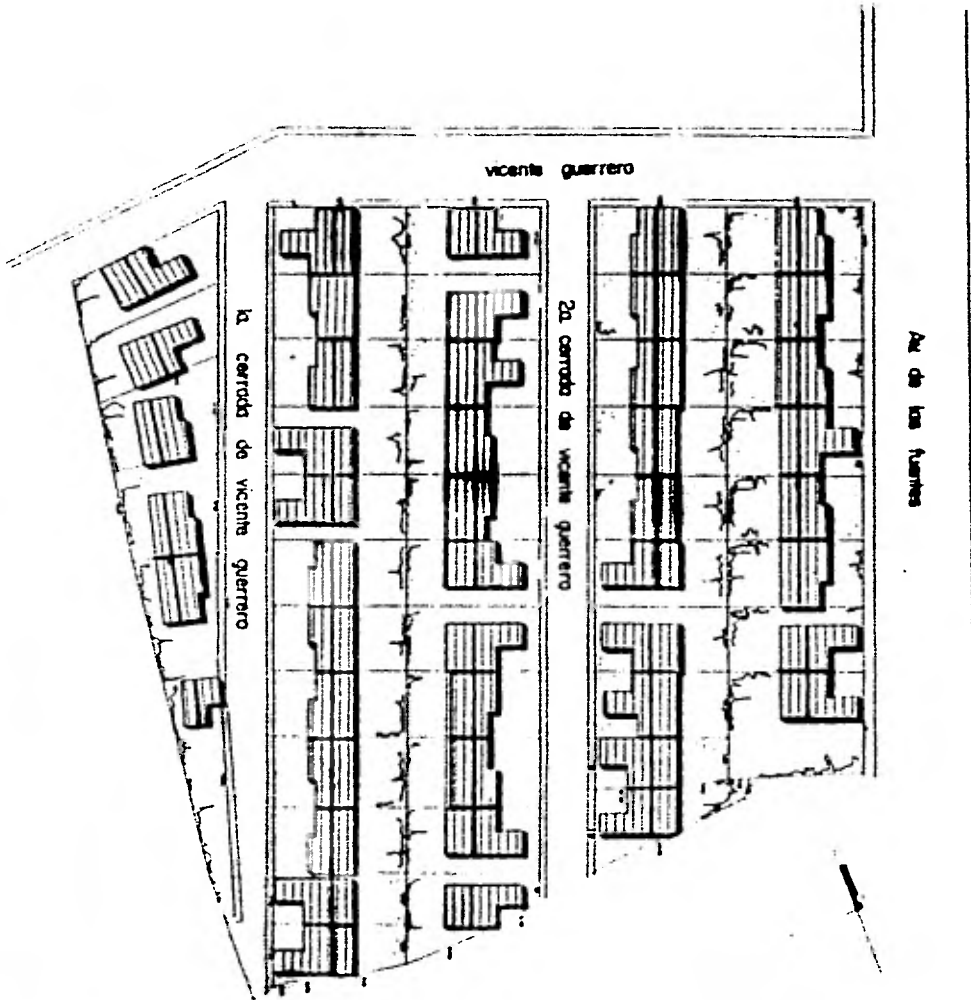 vicente guerrero
1a cerrada de vicente guerrero
2a cerrada de vicente guerrero
Av de las fuentes